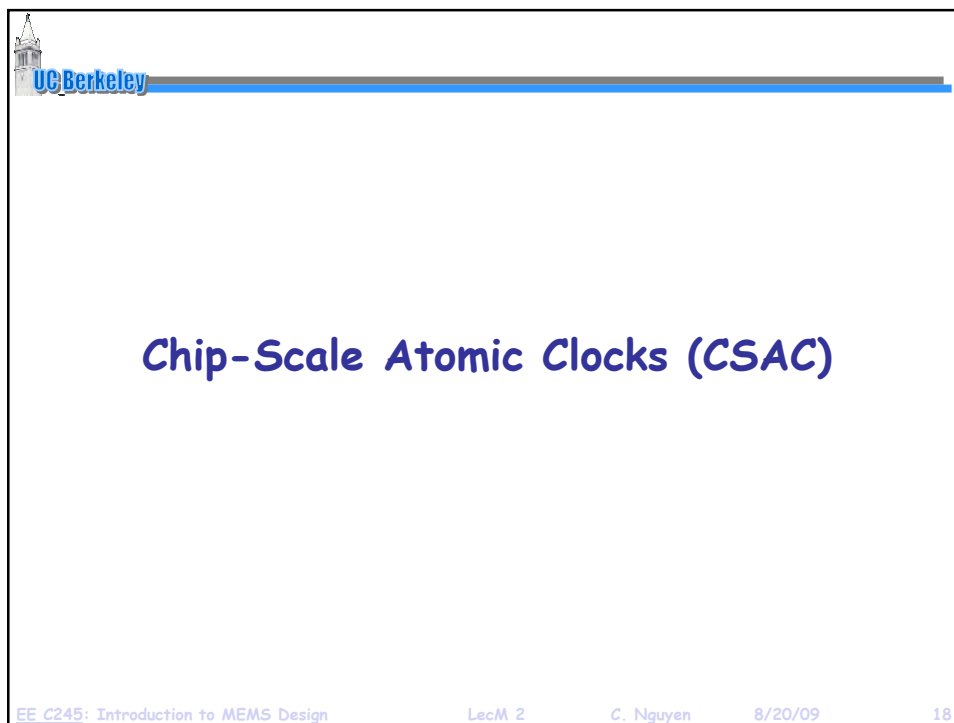 UC Berkeley
Chip-Scale Atomic Clocks (CSAC)
EE C245: Introduction to MEMS Design LecM 2 C. Nguyen 8/20/09 18